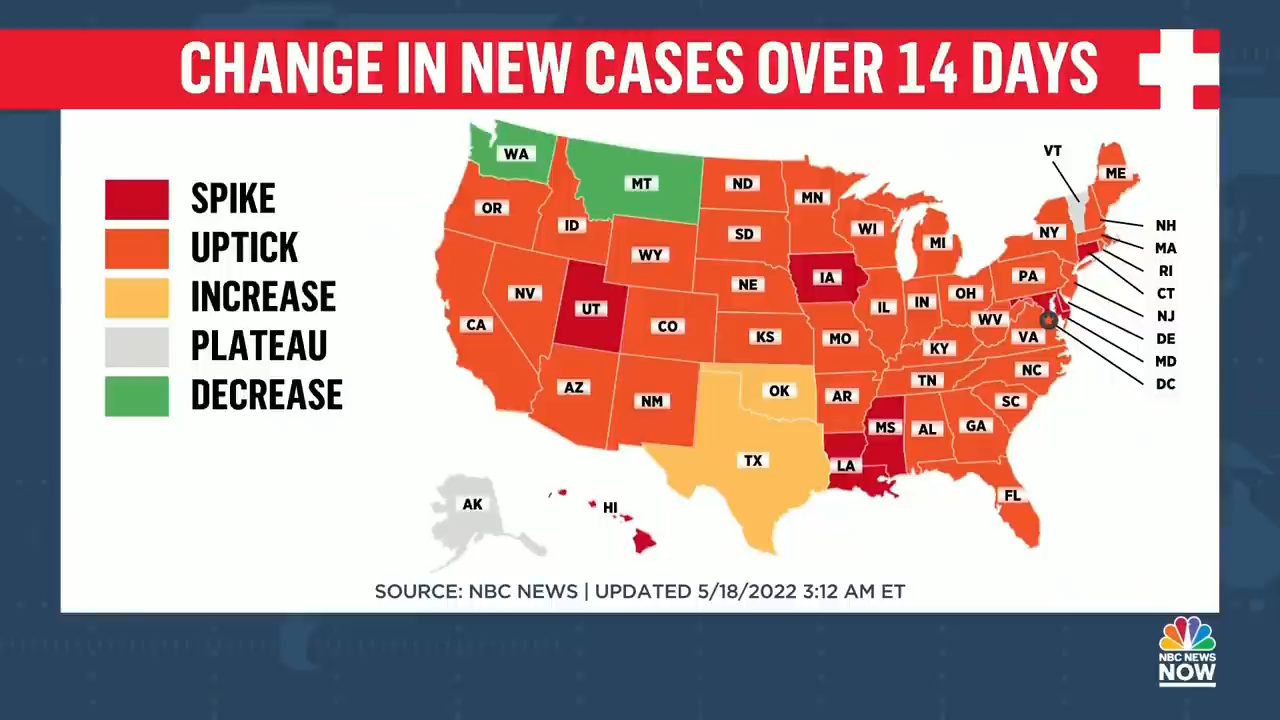 CHANGE IN NEW CASES OVER 14 DAYS
SPIKE
UPTICK
INCREASE
PLATEAU
DECREASE
VT
WA
ME
MT
ND
MN
OR
ID
SD
WI
NY
NH
MI
MA
WY
RI
IA
PA
NE
NV
OH
CT
UT
IL
IN
NJ
CA
CO
WV
KS
MO
VA
DE
KY
MD
NC
AZ
TN
DC
OK
NM
AR
SC
MS
AL
GA
TX
LA
FL
AK
HI
SOURCE: NBC NEWS | UPDATED 5/18/2022 3:12 AM ET
NBC NEWS
NOW